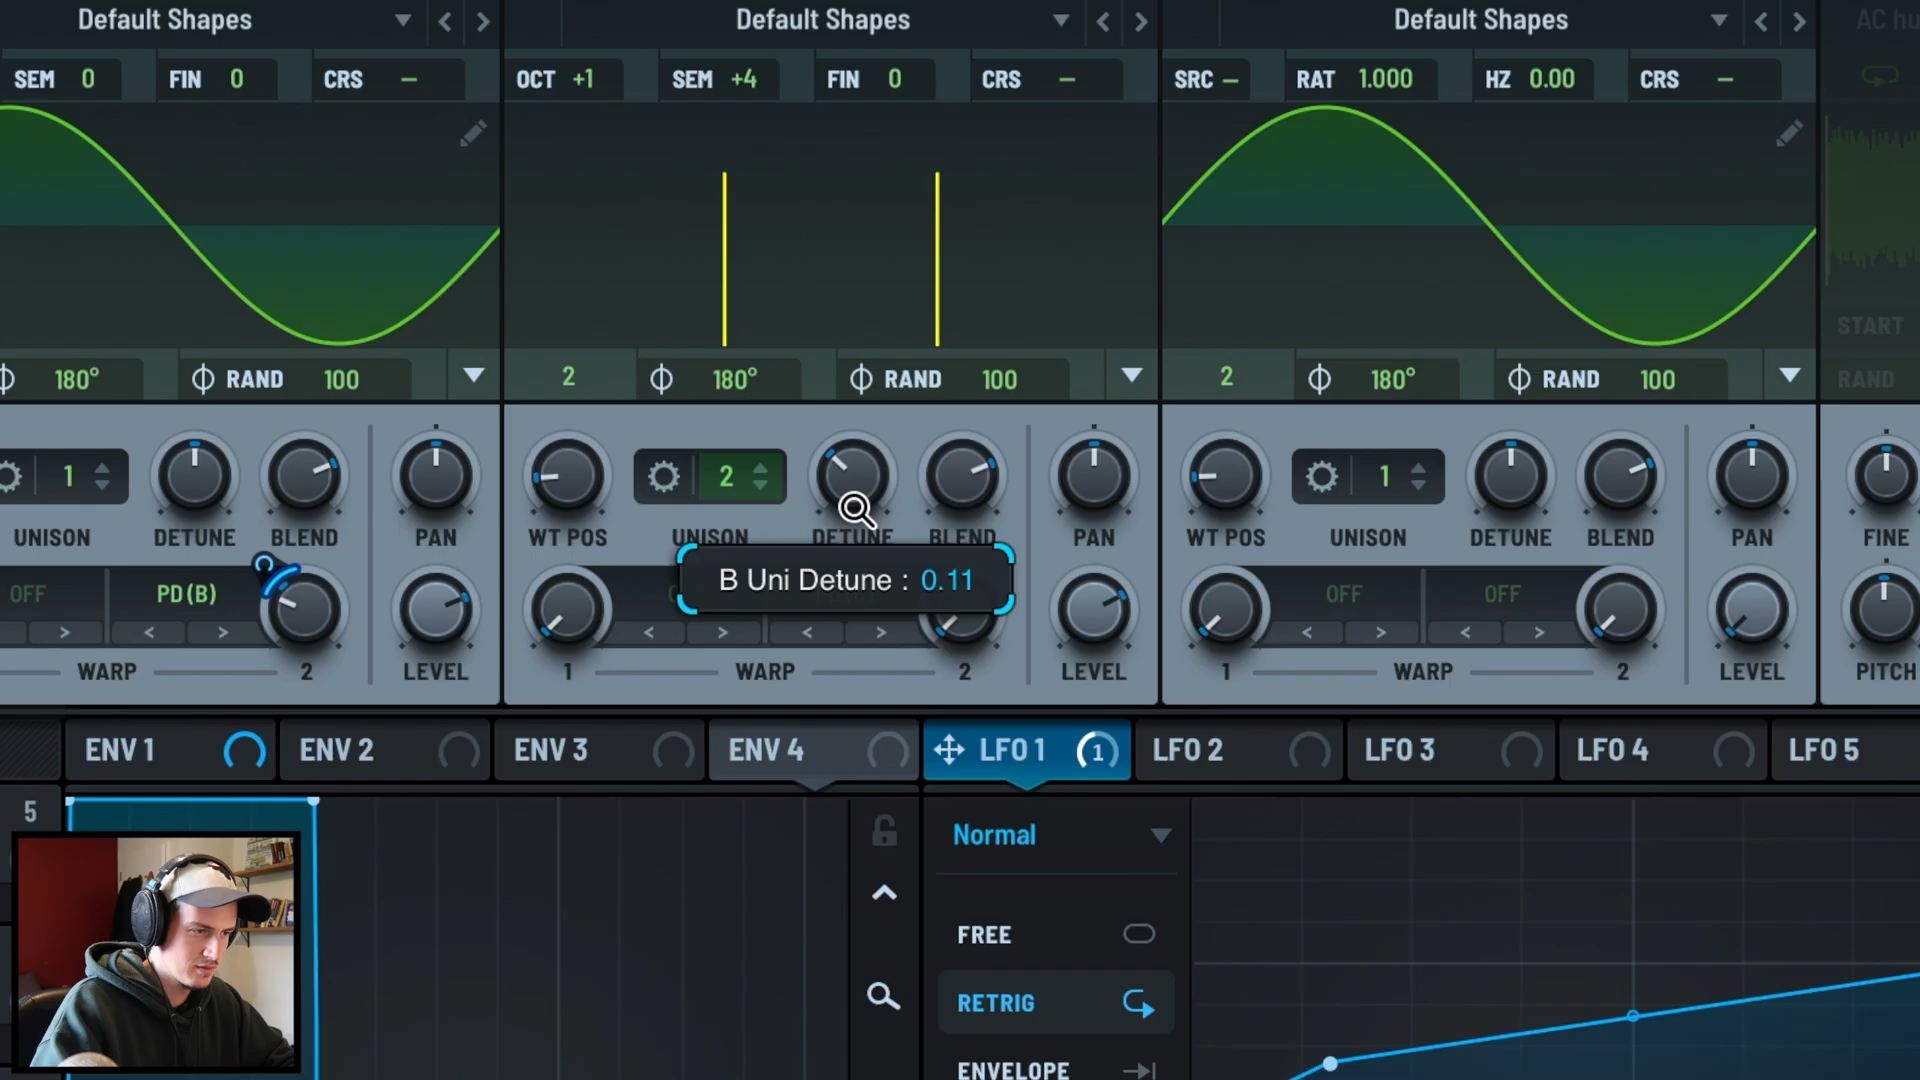 Default Shapes
Default Shapes
Default Shapes
AC hu
SEM 0
FIN 0
CRS –
OCT +1
SEM +4
FIN 0
CRS –
SRC –
RAT 1.000
HZ 0.00
CRS –
START
180°
RAND 100
2
180°
RAND 100
2
180°
RAND 100
RAND
1
2
1
UNISON
DETUNE
BLEND
PAN
WT POS
UNISON
DETUNE
BLEND
PAN
WT POS
UNISON
DETUNE
BLEND
PAN
FINE
B Uni Detune : 0.11
OFF
PD (B)
OFF
OFF
WARP
2
LEVEL
1
WARP
2
LEVEL
1
WARP
2
LEVEL
PITCH
ENV 1
ENV 2
ENV 3
ENV 4
LFO 1
1
LFO 2
LFO 3
LFO 4
LFO 5
5
Normal
FREE
RETRIG
ENVELOPE